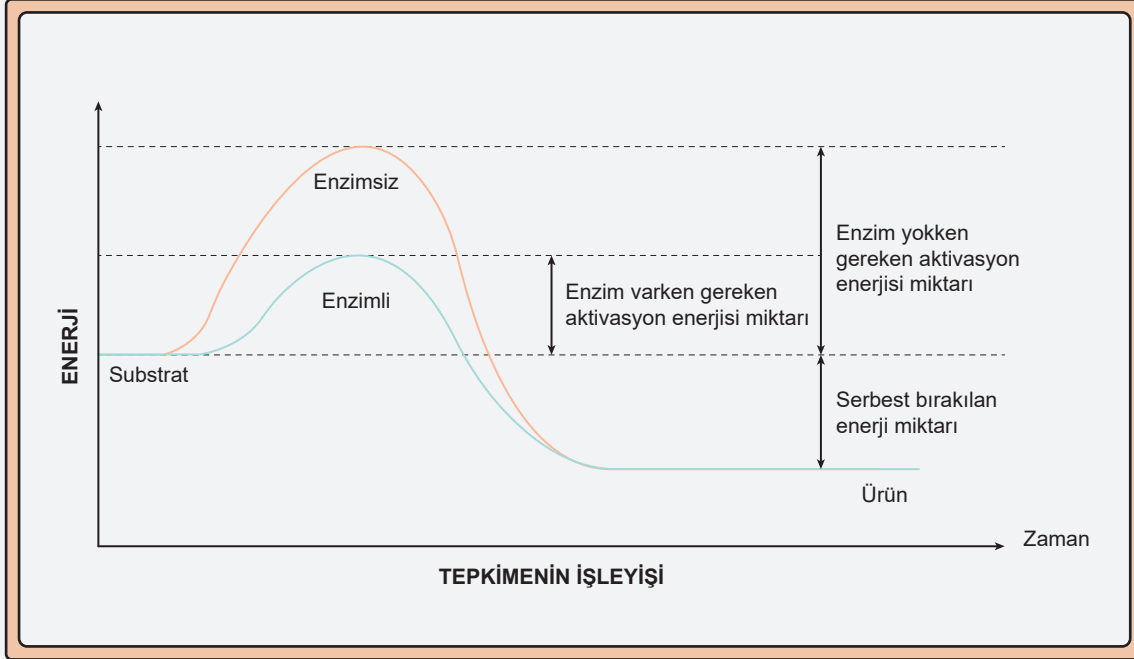 Enzimsiz
Enzim yokken
gereken aktivasyon
enerjisi miktarı
Enzimli
Enzim varken gereken
aktivasyon enerjisi miktarı
ENERJİ
Substrat
Serbest bırakılan
enerji miktarı
Ürün
Zaman
TEPKİMENİN İŞLEYİŞİ